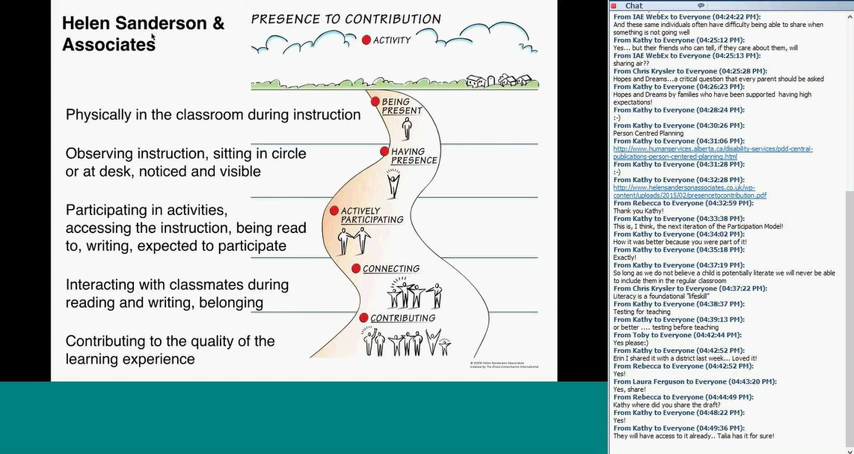 Helen Sanderson &
Associates
PRESENCE TO CONTRIBUTION
ACTIVITY
BEING
PRESENT
Physically in the classroom during instruction
HAVING
PRESENCE
Observing instruction, sitting in circle
or at desk, noticed and visible
ACTIVELY
PARTICIPATING
Participating in activities,
accessing the instruction, being read
to, writing, expected to participate
CONNECTING
Interacting with classmates during
reading and writing, belonging
CONTRIBUTING
Contributing to the quality of the
learning experience
Chat
From IAE WebEx to Everyone (04:24:22 PM):
And these same individuals often have difficulty being able to share when
something is not going well
From Kathy to Everyone (04:25:12 PM):
Yes... but their friends who can tell, if they care about them, will
From IAE WebEx to Everyone (04:25:13 PM):
sharing air??
From Chris Krysler to Everyone (04:25:28 PM):
Hopes and Dreams...a critical question that every parent should be asked
From Kathy to Everyone (04:26:23 PM):
Hopes and Dreams by families who have been supported having high
expectations!
From Kathy to Everyone (04:28:24 PM):
:-)
From Kathy to Everyone (04:30:26 PM):
Person Centred Planning
From Kathy to Everyone (04:31:06 PM):
http://www.humanservices.alberta.ca/disability-services/pdd-central-
publications-person-centered-planning.html
From Kathy to Everyone (04:31:28 PM):
:-)
From Kathy to Everyone (04:32:28 PM):
http://www.helensandersonassociates.co.uk/wp-
content/uploads/2015/02/presencetocontribution.pdf
From Rebecca to Everyone (04:32:59 PM):
Thank you Kathy!
From Kathy to Everyone (04:33:38 PM):
This is, I think, the next iteration of the Participation Model!
From Kathy to Everyone (04:34:02 PM):
How it was better because you were part of it!
From Kathy to Everyone (04:35:18 PM):
Exactly!
From Kathy to Everyone (04:37:19 PM):
So long as we do not believe a child is potentially literate we will never be able
to include them in the regular classroom
From Chris Krysler to Everyone (04:37:22 PM):
Literacy is a foundational "lifeskill"
From Kathy to Everyone (04:38:37 PM):
Testing for teaching
From Kathy to Everyone (04:39:13 PM):
or better .... testing before teaching
From Toby to Everyone (04:42:44 PM):
Yes please:)
From Kathy to Everyone (04:42:52 PM):
Erin I shared it with a district last week... Loved it!
From Rebecca to Everyone (04:42:52 PM):
Yes!
From Laura Ferguson to Everyone (04:43:20 PM):
Yes, share!
From Rebecca to Everyone (04:44:49 PM):
Kathy where did you share the draft?
From Kathy to Everyone (04:48:22 PM):
Yes!
From Kathy to Everyone (04:49:36 PM):
They will have access to it already.. Talia has it for sure!